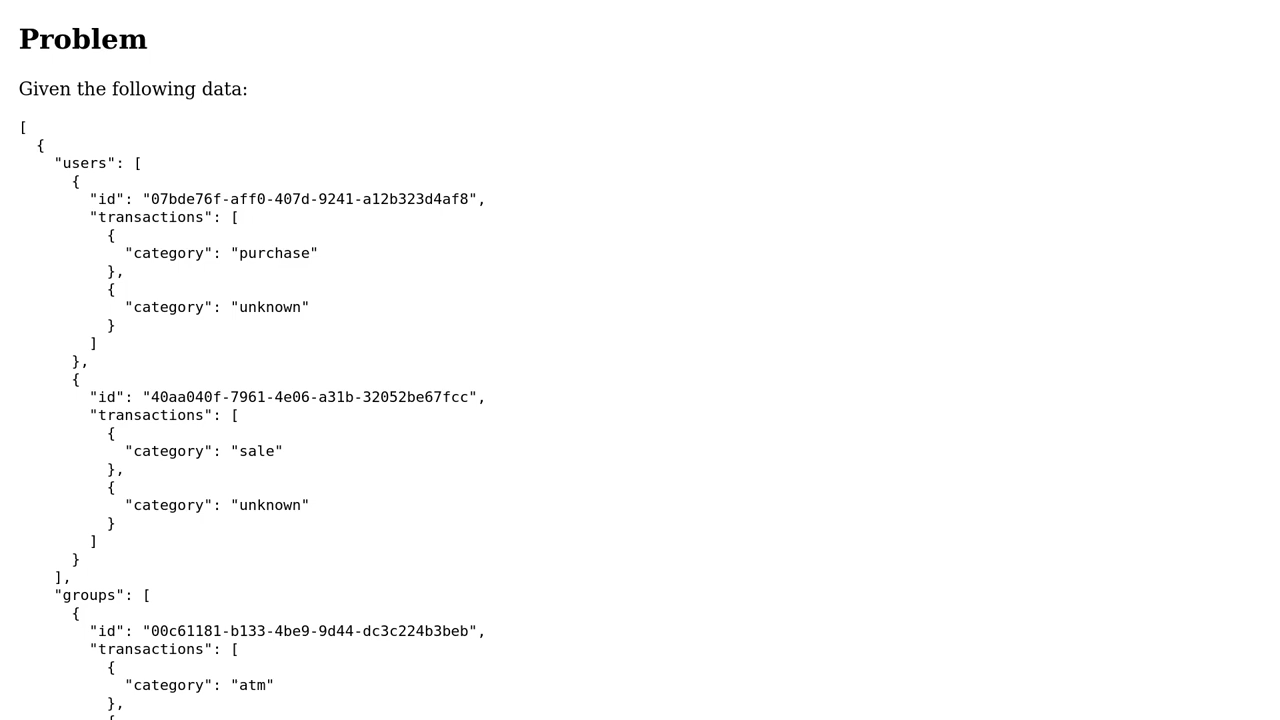 Problem
Given the following data:
[
  {
    "users": [
      {
        "id": "07bde76f-aff0-407d-9241-a12b323d4af8",
        "transactions": [
          {
            "category": "purchase"
          },
          {
            "category": "unknown"
          }
        ]
      },
      {
        "id": "40aa040f-7961-4e06-a31b-32052be67fcc",
        "transactions": [
          {
            "category": "sale"
          },
          {
            "category": "unknown"
          }
        ]
      }
    ],
    "groups": [
      {
        "id": "00c61181-b133-4be9-9d44-dc3c224b3beb",
        "transactions": [
          {
            "category": "atm"
          },
          {